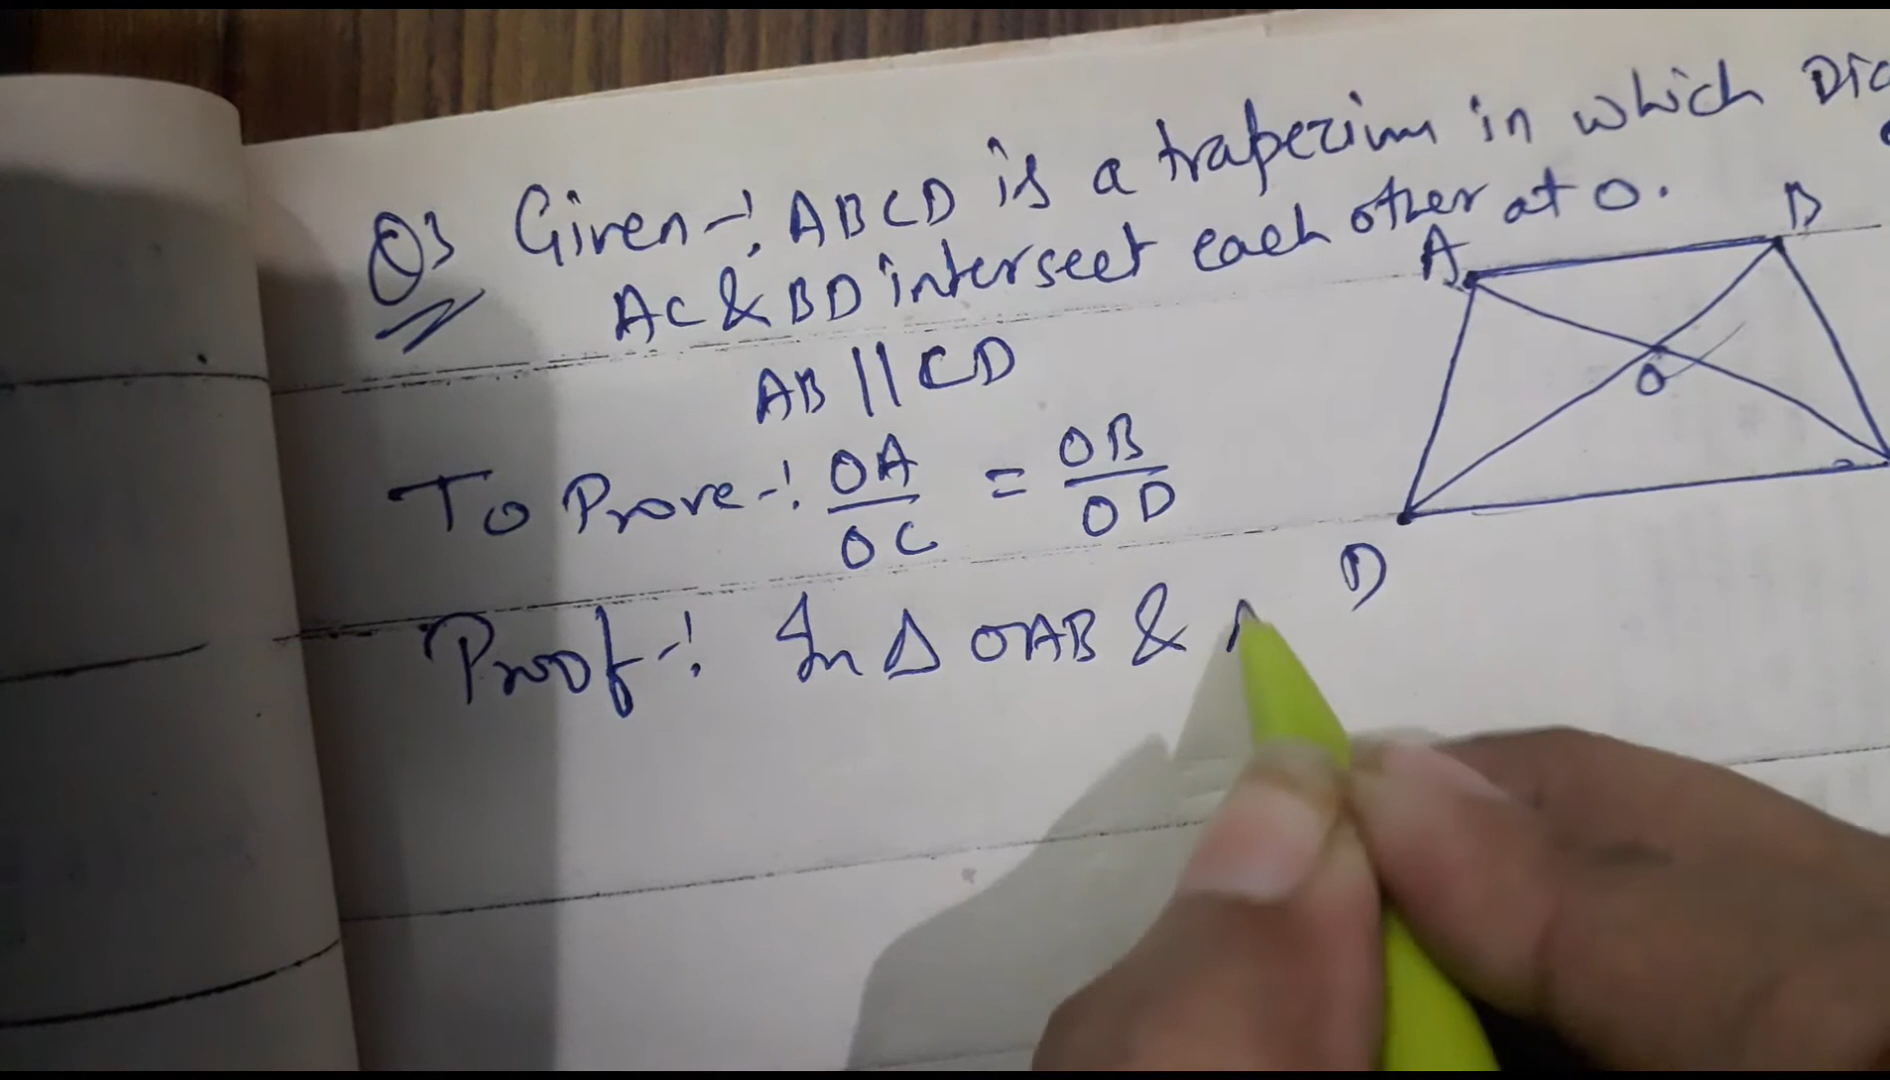 Q3 Given -: ABCD is a trapezium in which
AC & BD intersect each other at O.
AB || CD
To Prove -: OA/OC = OB/OD
Proof -: In Δ OAB &
A
B
O
D